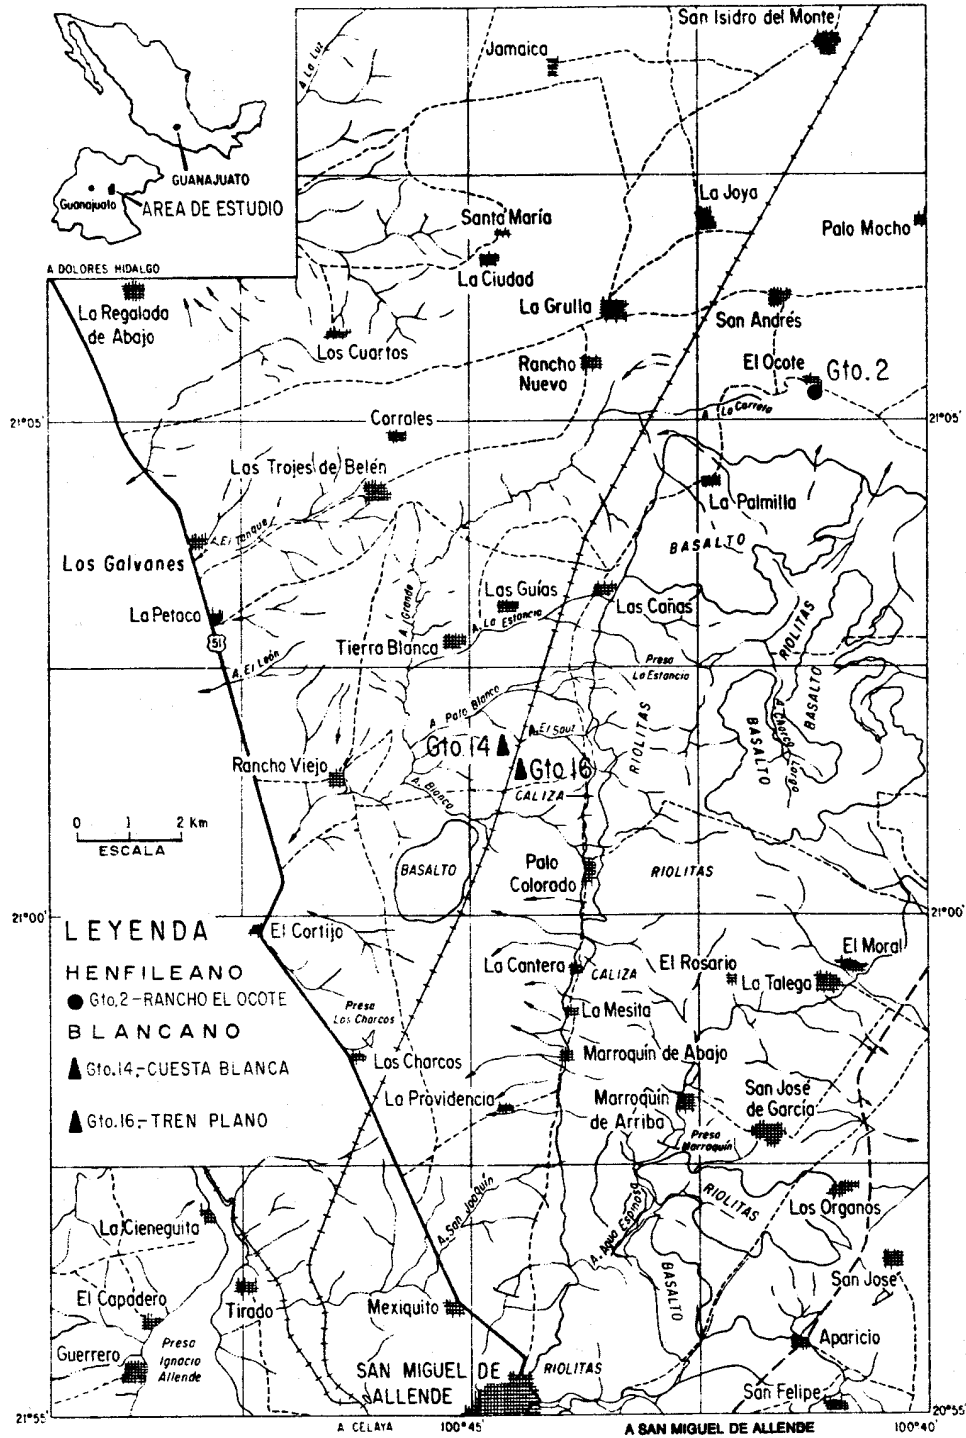 San Isidro del Monte
Jamaica
A La Luz
GUANAJUATO
Guanajuato
AREA DE ESTUDIO
La Joya
Santa María
Palo Mocho
A DOLORES HIDALGO
La Ciudad
La Regalada
de Abajo
La Grulla
San Andrés
Los Cuartos
Rancho
Nuevo
El Ocote
Gto. 2
A. La Carreta
21°05'
Corrales
21°05'
Las Trojes de Belén
La Palmilla
A. El Tanque
BASALTO
Los Galvanes
Las Guías
Las Cañas
RIOLITAS
La Petaca
A. Grande
A. La Estancia
51
Tierra Blanca
A. El León
Presa
La Estancia
BASALTO
A. Palo Blanco
A. El Sauz
RIOLITAS
BASALTO
A. Charco Largo
Gto. 14
Gto. 16
Rancho Viejo
A. Blanco
CALIZA
0 1 2 km
ESCALA
BASALTO
Palo
Colorado
RIOLITAS
21°00'
21°00'
LEYENDA
El Cortijo
El Moral
HENFILEANO
La Cantera
CALIZA
El Rosario
La Talega
Gto. 2-RANCHO EL OCOTE
Presa
Los Charcos
La Mesita
BLANCANO
Los Charcos
Marroquín de Abajo
Gto. 14.-CUESTA BLANCA
La Providencia
Marroquín
de Arriba
San José
de García
Gto. 16.- TREN PLANO
Presa
Marroquín
A. San Joaquín
RIOLITAS
Los Organos
La Cieneguita
A. Agua Espinosa
BASALTO
San José
El Capadero
Tirado
Mexiquito
Aparicio
Guerrero
Presa
Ignacio
Allende
SAN MIGUEL DE
ALLENDE
RIOLITAS
San Felipe
21°55'
A CELAYA
100°45'
A SAN MIGUEL DE ALLENDE
100°40'
20°55'